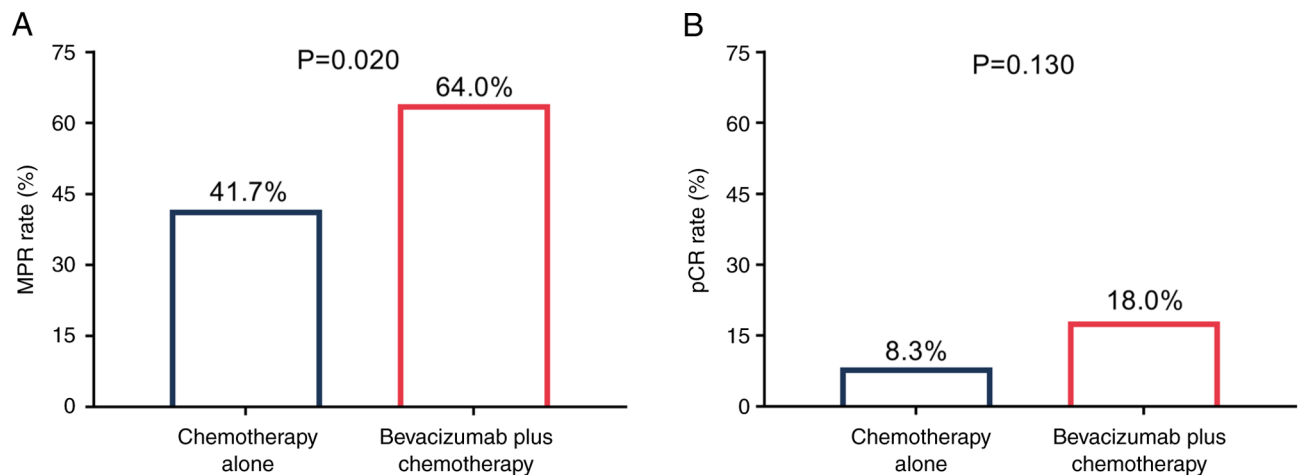 A
MPR rate (%)
75
60
45
30
15
0
P=0.020
41.7%
64.0%
Chemotherapy
alone
Bevacizumab plus
chemotherapy
B
pCR rate (%)
75
60
45
30
15
0
P=0.130
8.3%
18.0%
Chemotherapy
alone
Bevacizumab plus
chemotherapy